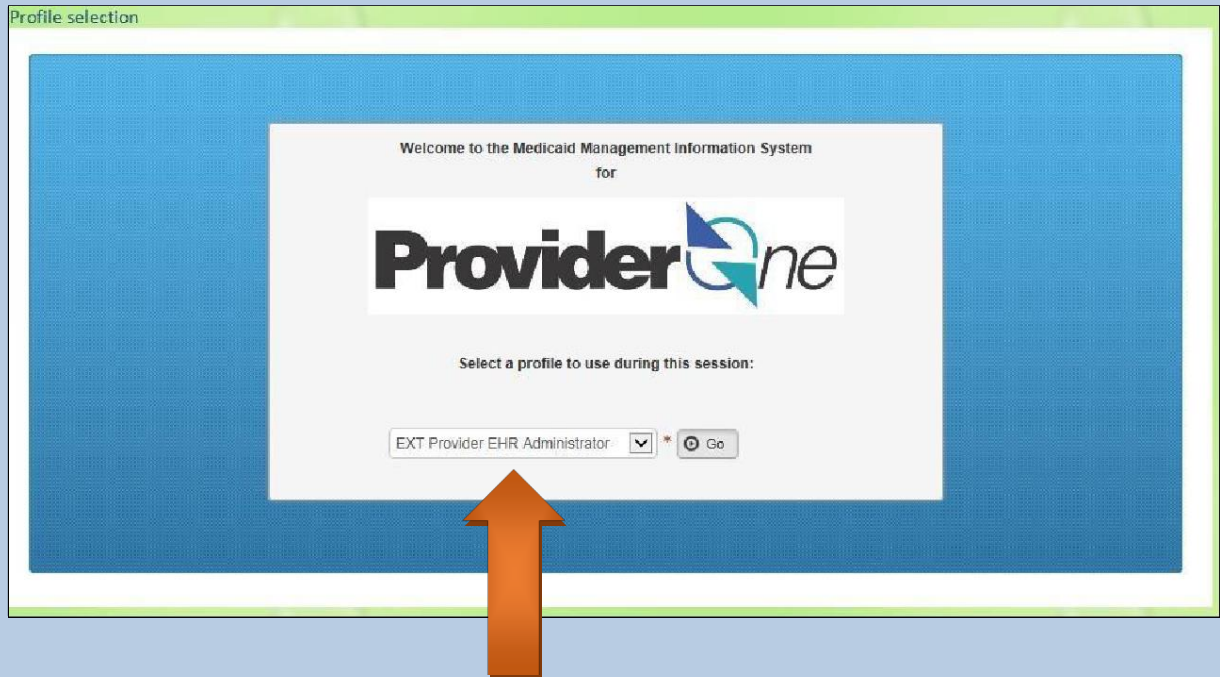 Profile selection
Welcome to the Medicaid Management Information System
for
ProviderOne
Select a profile to use during this session:
EXT Provider EHR Administrator * Go